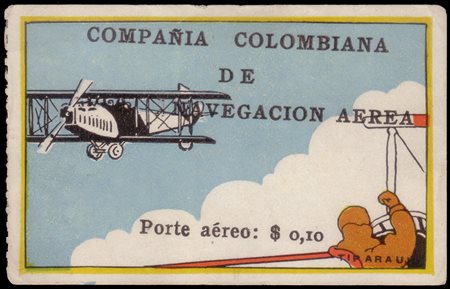 COMPAÑIA COLOMBIANA
DE
NAVEGACION AEREA
Porte aéreo: $ 0,10